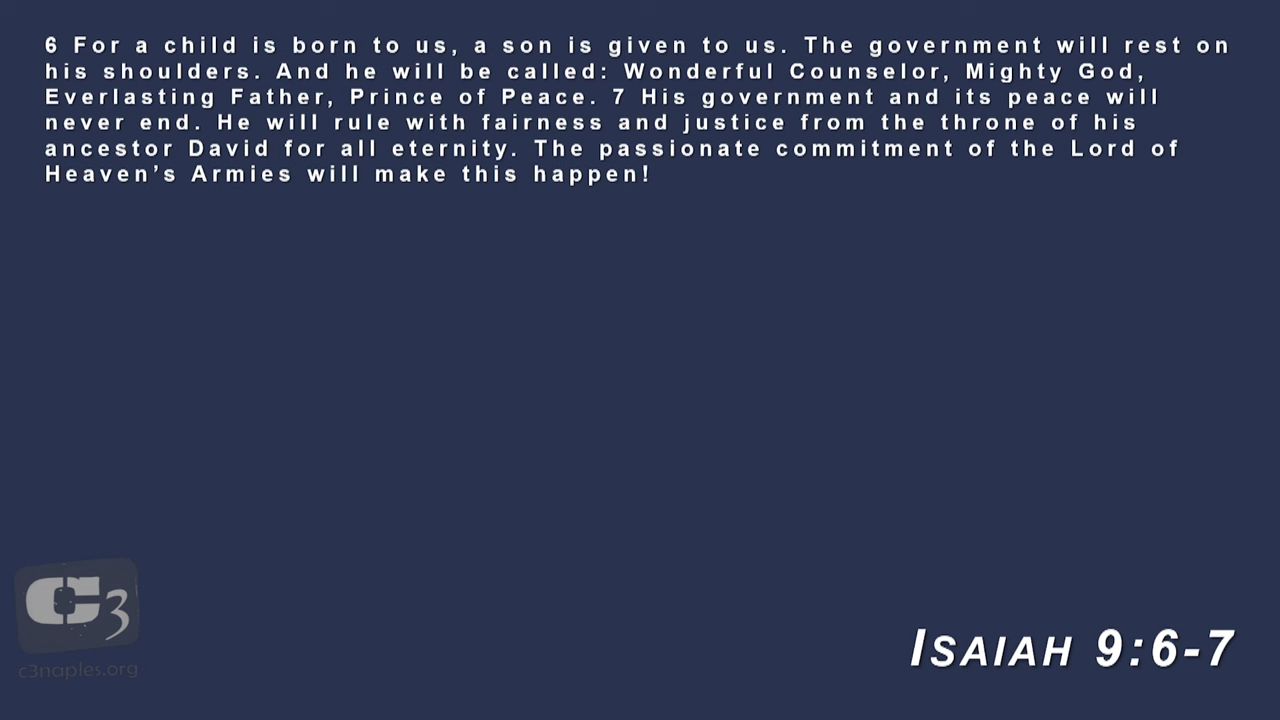 6 For a child is born to us, a son is given to us. The government will rest on
his shoulders. And he will be called: Wonderful Counselor, Mighty God,
Everlasting Father, Prince of Peace. 7 His government and its peace will
never end. He will rule with fairness and justice from the throne of his
ancestor David for all eternity. The passionate commitment of the Lord of
Heaven’s Armies will make this happen!
C3
c3naples.org
ISAIAH 9:6-7